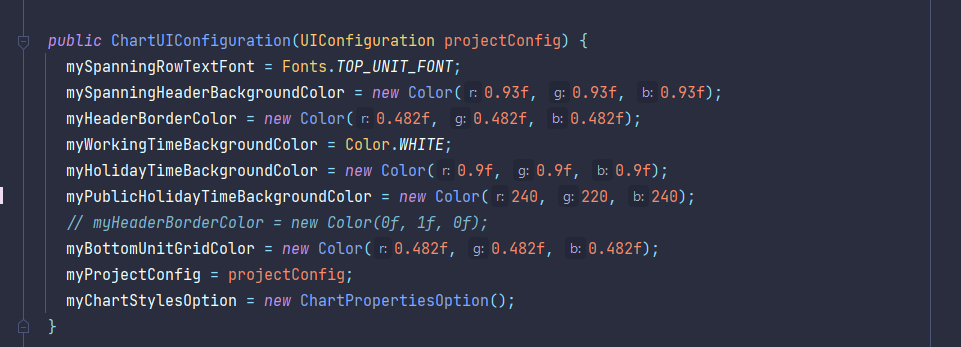 public ChartUIConfiguration(UIConfiguration projectConfig) {
mySpanningRowTextFont = Fonts.TOP_UNIT_FONT;
mySpanningHeaderBackgroundColor = new Color( r: 0.93f, g: 0.93f, b: 0.93f);
myHeaderBorderColor = new Color( r: 0.482f, g: 0.482f, b: 0.482f);
myWorkingTimeBackgroundColor = Color.WHITE;
myHolidayTimeBackgroundColor = new Color( r: 0.9f, g: 0.9f, b: 0.9f);
myPublicHolidayTimeBackgroundColor = new Color( r: 240, g: 220, b: 240);
// myHeaderBorderColor = new Color(0f, 1f, 0f);
myBottomUnitGridColor = new Color( r: 0.482f, g: 0.482f, b: 0.482f);
myProjectConfig = projectConfig;
myChartStylesOption = new ChartPropertiesOption();
}